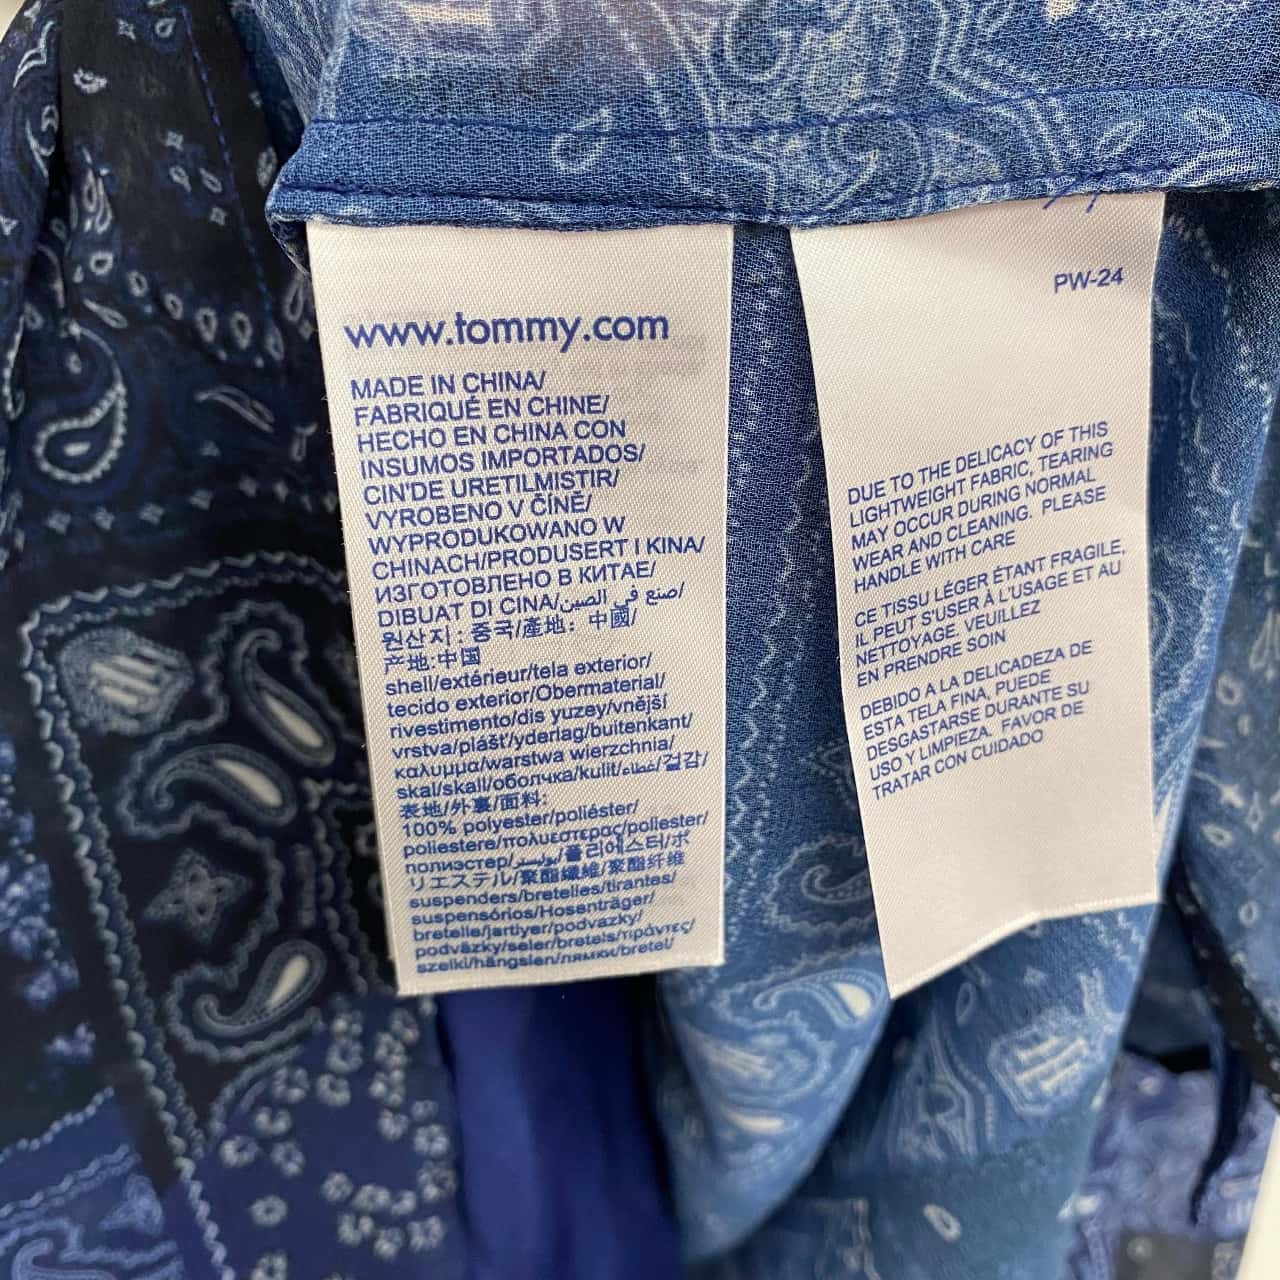 www.tommy.com
MADE IN CHINA/
FABRIQUÉ EN CHINE/
HECHO EN CHINA CON
INSUMOS IMPORTADOS/
CIN'DE URETILMISTIR/
VYROBENO V ČÍNĚ/
WYPRODUKOWANO W
CHINACH/PRODUSERT I KINA/
ИЗГОТОВЛЕНО В КИТАЕ/
DIBUAT DI CINA/صنع في الصين/
원산지: 중국/產地: 中國/
产地:中国
shell/extérieur/tela exterior/
tecido exterior/Obermaterial/
rivestimento/dis yuzey/vnější
vrstva/plášť/yderlag/buitenkant/
καλυμμα/warstwa wierzchnia/
skal/skall/оболчка/kulit/غطاء/겉감/
表地/外裏/面料:
100% polyester/poliéster/
poliestere/πολυεστερας/poliester/
полиэстер/بوليستر/폴리에스터/ポ
リエステル/聚酯纖維/聚酯纤维
suspenders/bretelles/tirantes/
suspensórios/Hosenträger/
bretelle/jartiyer/podvazky/
podväzky/seler/bretels/τιράντες/
szelki/hängslen/лямки/bretel/
PW-24
DUE TO THE DELICACY OF THIS
LIGHTWEIGHT FABRIC, TEARING
MAY OCCUR DURING NORMAL
WEAR AND CLEANING. PLEASE
HANDLE WITH CARE
CE TISSU LÉGER ÉTANT FRAGILE,
IL PEUT S'USER À L'USAGE ET AU
NETTOYAGE. VEUILLEZ
EN PRENDRE SOIN
DEBIDO A LA DELICADEZA DE
ESTA TELA FINA, PUEDE
DESGASTARSE DURANTE SU
USO Y LIMPIEZA. FAVOR DE
TRATAR CON CUIDADO